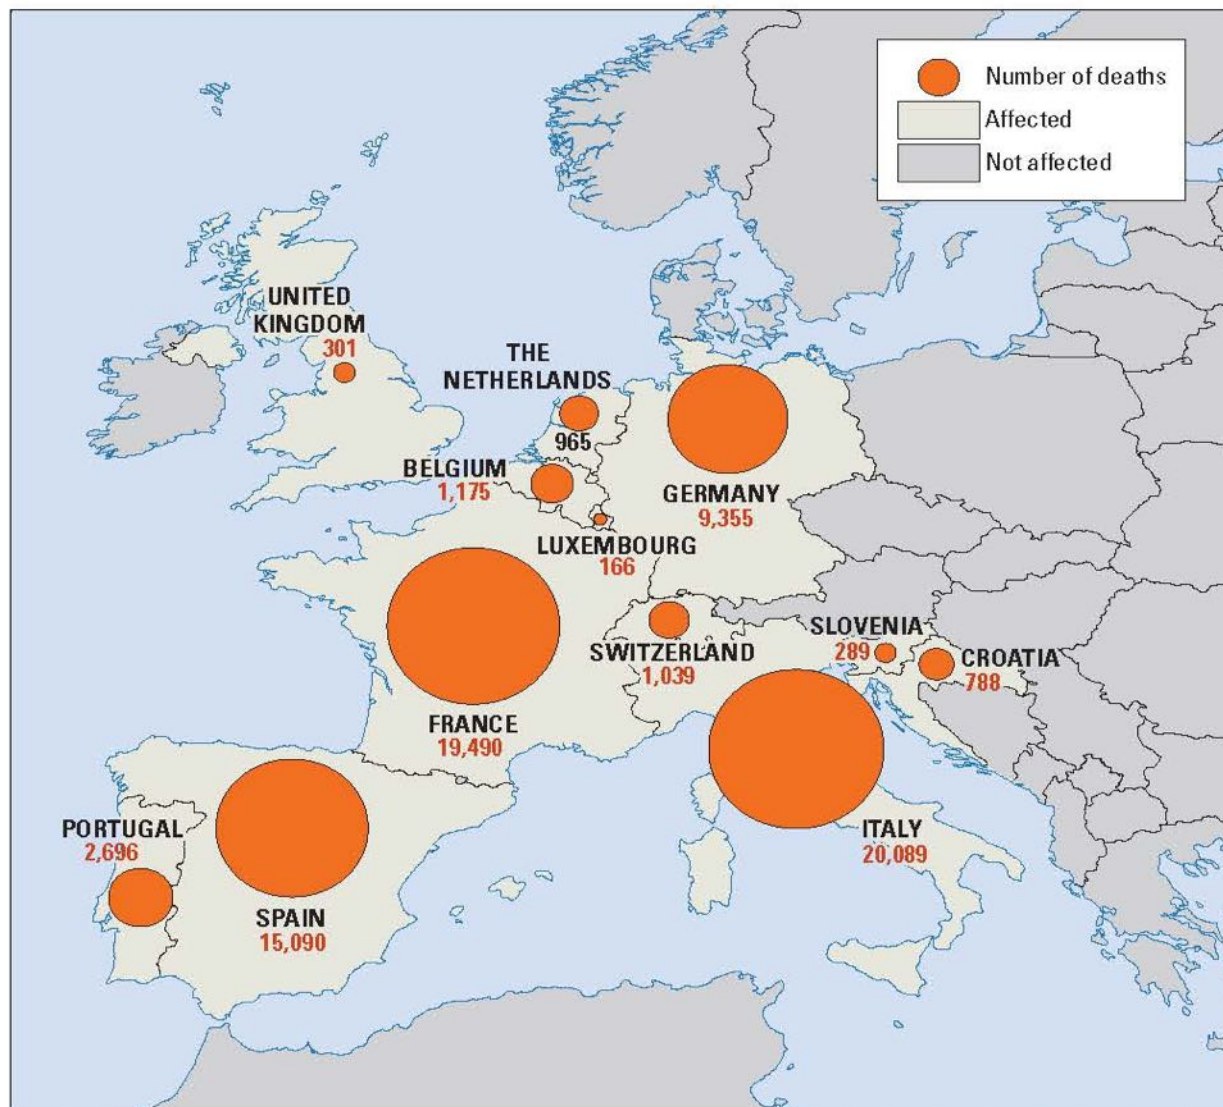 Number of deaths
Affected
Not affected
UNITED
KINGDOM
301
THE
NETHERLANDS
965
BELGIUM
1,175
GERMANY
9,355
LUXEMBOURG
166
SWITZERLAND
1,039
SLOVENIA
289
CROATIA
788
FRANCE
19,490
PORTUGAL
2,696
SPAIN
15,090
ITALY
20,089